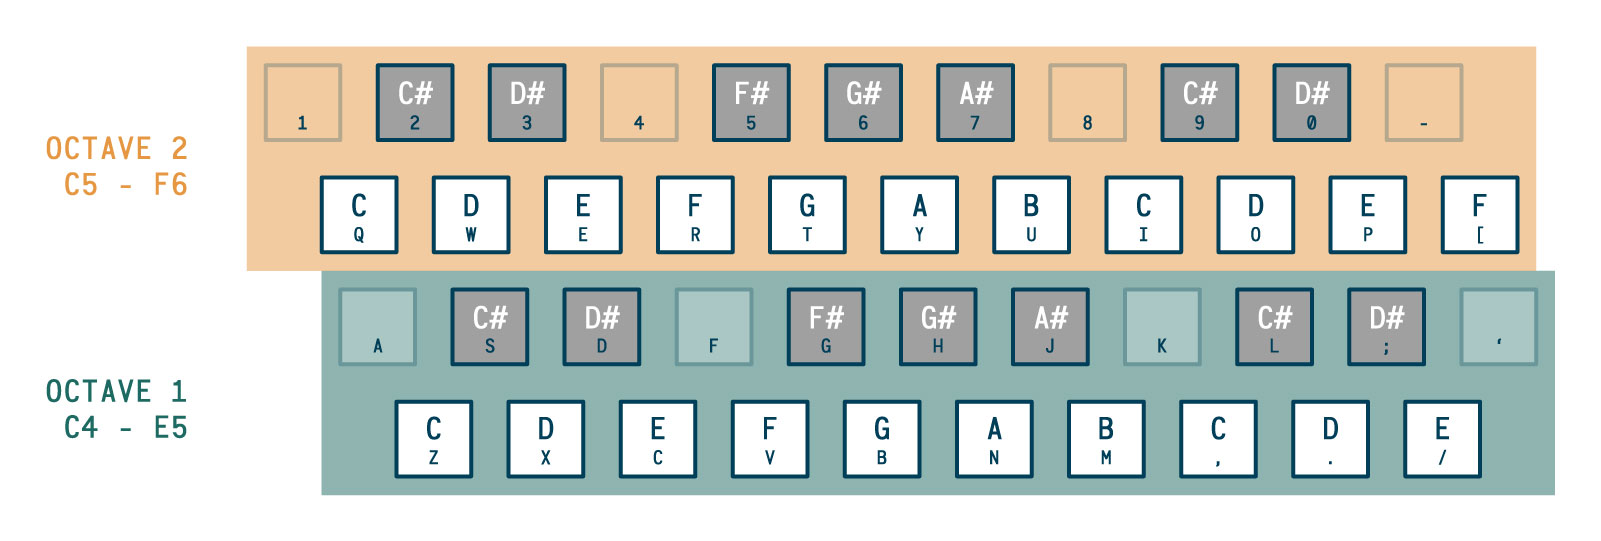 C# D# F# G# A# C# D#
1 2 3 4 5 6 7 8 9 0 -
OCTAVE 2
C5 - F6
C D E F G A B C D E F
Q W E R T Y U I O P [
C# D# F# G# A# C# D#
A S D F G H J K L ; ‘
OCTAVE 1
C4 - E5
C D E F G A B C D E
Z X C V B N M , . /